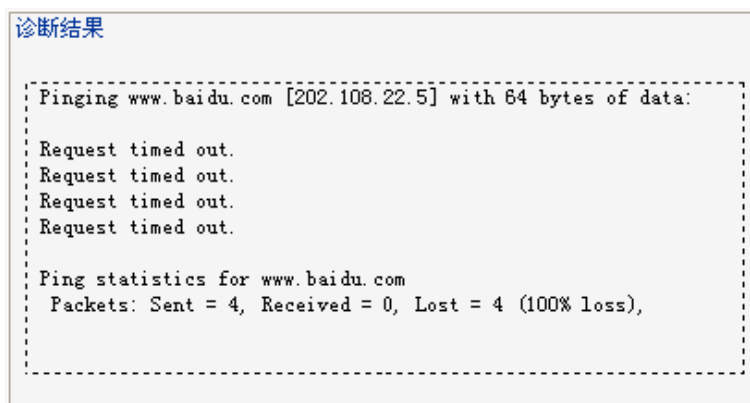 诊断结果
Pinging www.baidu.com [202.108.22.5] with 64 bytes of data:
Request timed out.
Request timed out.
Request timed out.
Request timed out.
Ping statistics for www.baidu.com
Packets: Sent = 4, Received = 0, Lost = 4 (100% loss),